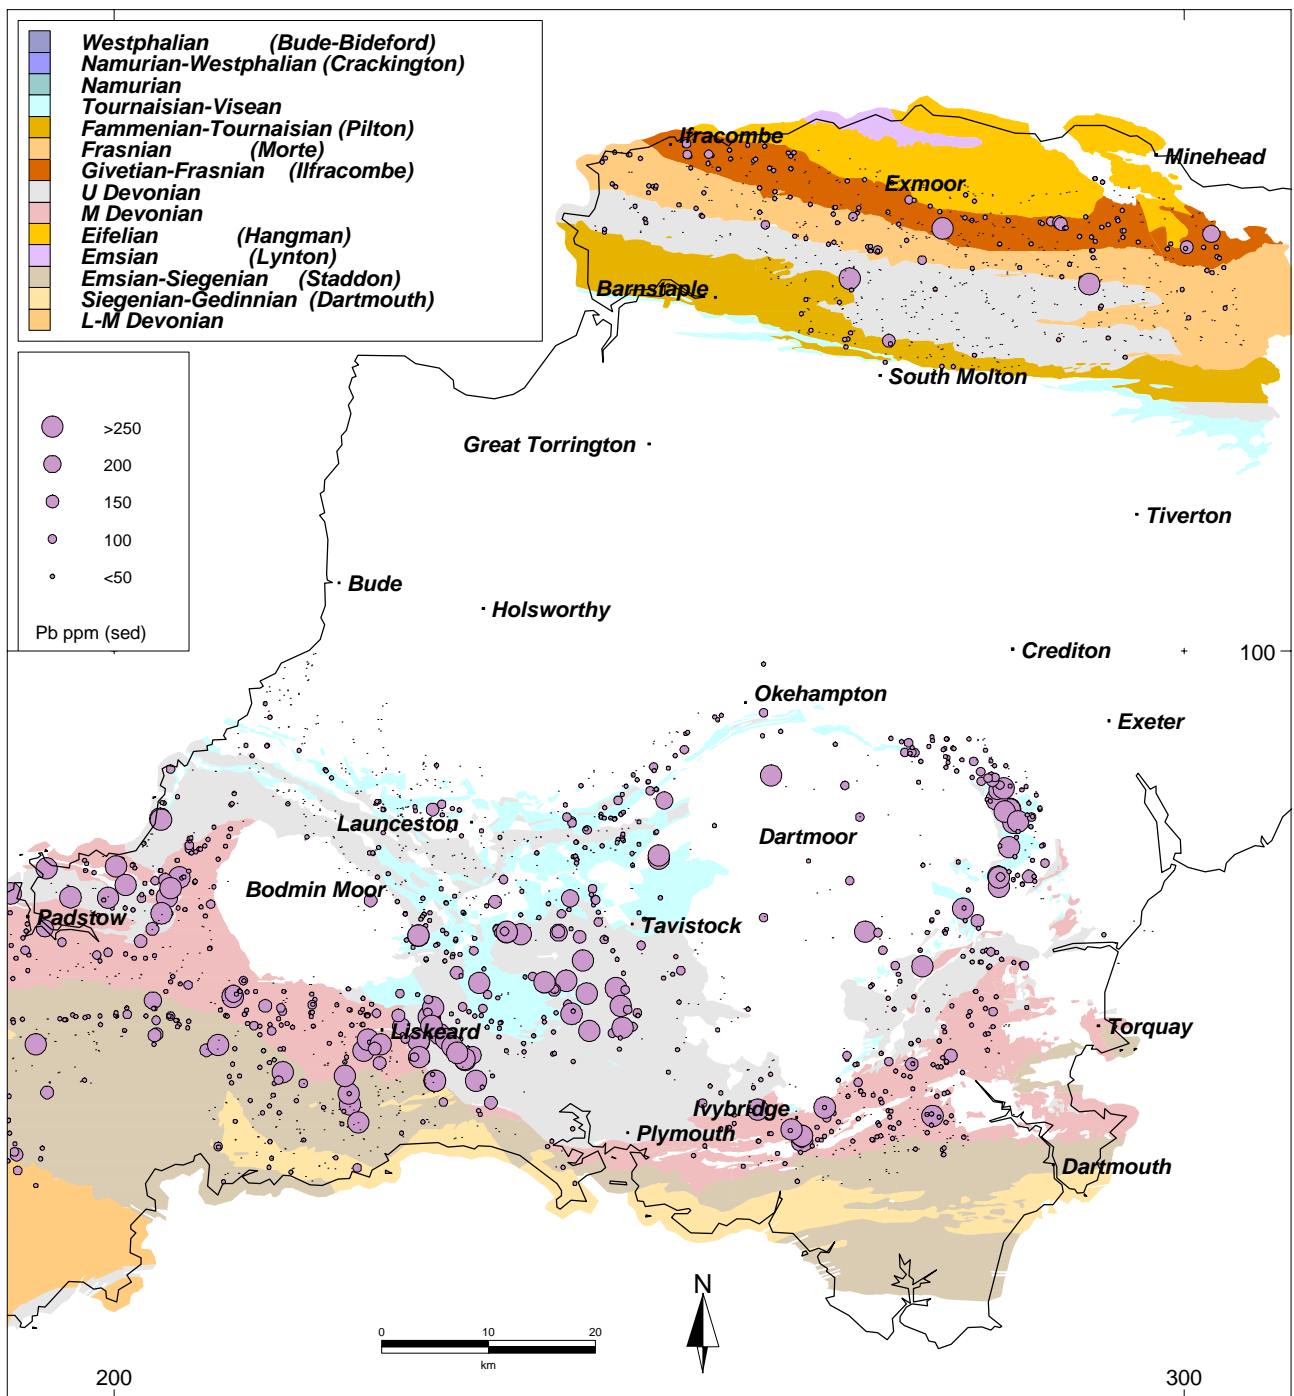 Westphalian (Bude-Bideford)
Namurian-Westphalian (Crackington)
Namurian
Tournaisian-Visean
Fammenian-Tournaisian (Pilton)
Frasnian (Morte)
Givetian-Frasnian (Ilfracombe)
U Devonian
M Devonian
Eifelian (Hangman)
Emsian (Lynton)
Emsian-Siegenian (Staddon)
Siegenian-Gedinnian (Dartmouth)
L-M Devonian
>250
200
150
100
<50
Pb ppm (sed)
Ilfracombe
Minehead
Exmoor
Barnstaple
South Molton
Great Torrington
Tiverton
Bude
Holsworthy
Crediton
100
Okehampton
Exeter
Launceston
Dartmoor
Bodmin Moor
Padstow
Tavistock
Liskeard
Torquay
Ivybridge
Plymouth
Dartmouth
N
0 10 20
km
200
300